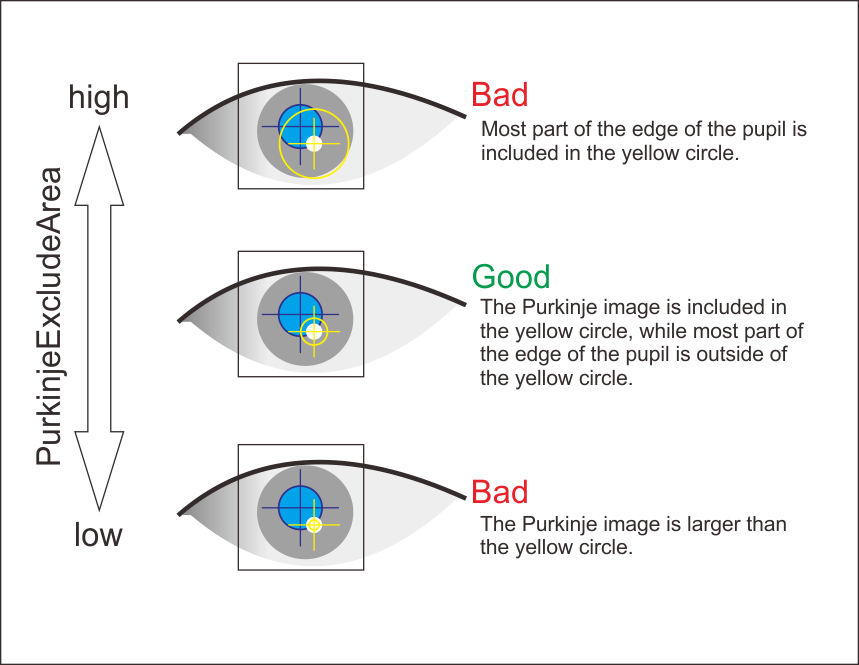 high
PurkinjeExcludeArea
low
Bad
Most part of the edge of the pupil is
included in the yellow circle.
Good
The Purkinje image is included in
the yellow circle, while most part of
the edge of the pupil is outside of
the yellow circle.
Bad
The Purkinje image is larger than
the yellow circle.